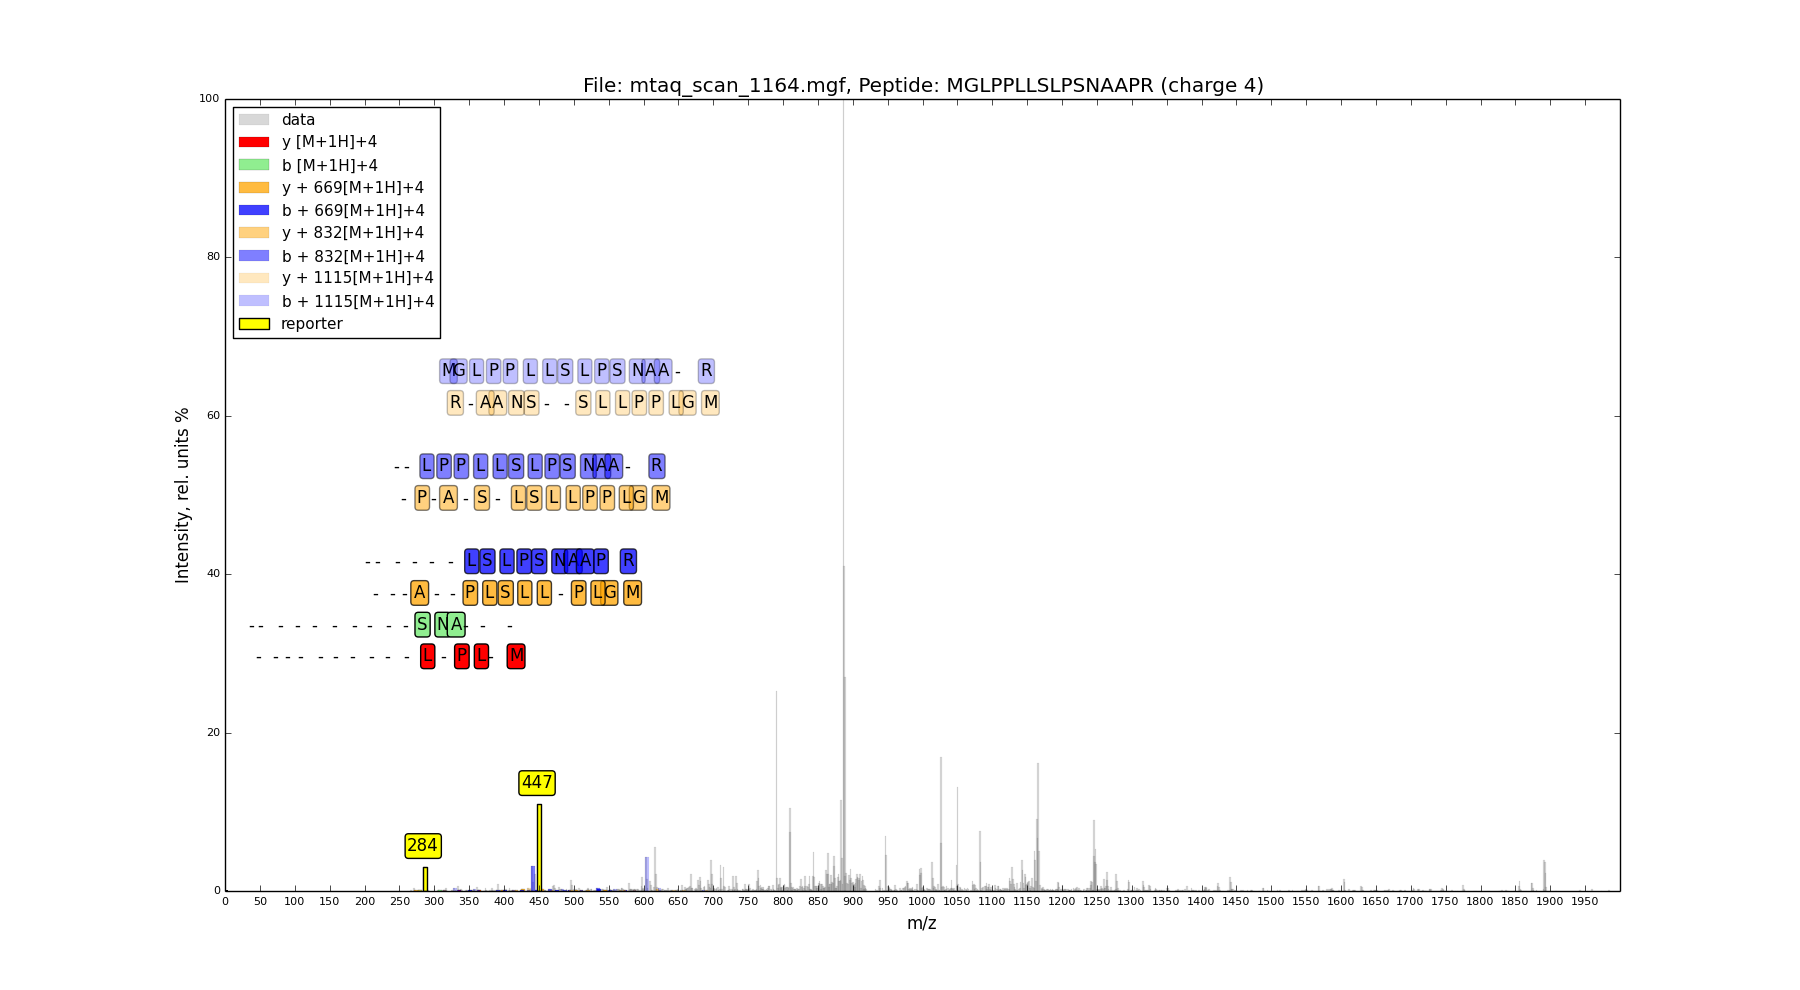 File: mtaq_scan_1164.mgf, Peptide: MGLPPLLSLPSNAAPR (charge 4)
100
80
60
40
20
0
Intensity, rel. units %
data
y [M+1H]+4
b [M+1H]+4
y + 669[M+1H]+4
b + 669[M+1H]+4
y + 832[M+1H]+4
b + 832[M+1H]+4
y + 1115[M+1H]+4
b + 1115[M+1H]+4
reporter
M G L P P L L S L P S N A A - R
R - A A N S - - S L L P P L G M
- - L P P L L S L P S N A A - R
- P - A - S - L S L L P P L G M
- - - - - - L S L P S N A A P R
- - - A - - P L S L L - P L G M
- - - - - - - - - - S N A - - -
- - - - - - - - - - L - P L - M
447
284
0 50 100 150 200 250 300 350 400 450 500 550 600 650 700 750 800 850 900 950 1000 1050 1100 1150 1200 1250 1300 1350 1400 1450 1500 1550 1600 1650 1700 1750 1800 1850 1900 1950
m/z